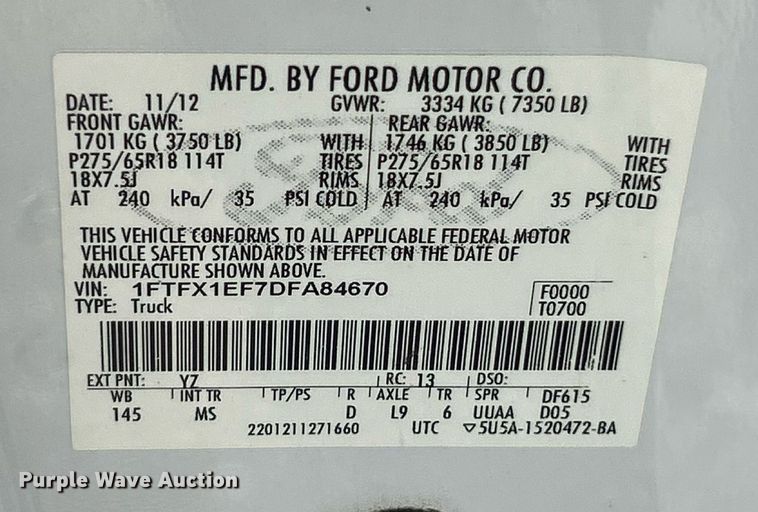 MFD. BY FORD MOTOR CO.
DATE: 11/12 GVWR: 3334 KG ( 7350 LB)
FRONT GAWR: REAR GAWR:
1701 KG ( 3750 LB) WITH 1746 KG ( 3850 LB) WITH
P275/65R18 114T TIRES P275/65R18 114T TIRES
18X7.5J RIMS 18X7.5J RIMS
AT 240 kPa/ 35 PSI COLD AT 240 kPa/ 35 PSI COLD
THIS VEHICLE CONFORMS TO ALL APPLICABLE FEDERAL MOTOR
VEHICLE SAFETY STANDARDS IN EFFECT ON THE DATE OF
MANUFACTURE SHOWN ABOVE.
VIN: 1FTFX1EF7DFA84670 F0000
TYPE: Truck T0700
EXT PNT: YZ RC: 13 DSO:
WB INT TR TP/PS R AXLE TR SPR DF615
145 MS D L9 6 UUAA D05
2201211271660 UTC ▽5U5A-1520472-BA
Purple Wave Auction